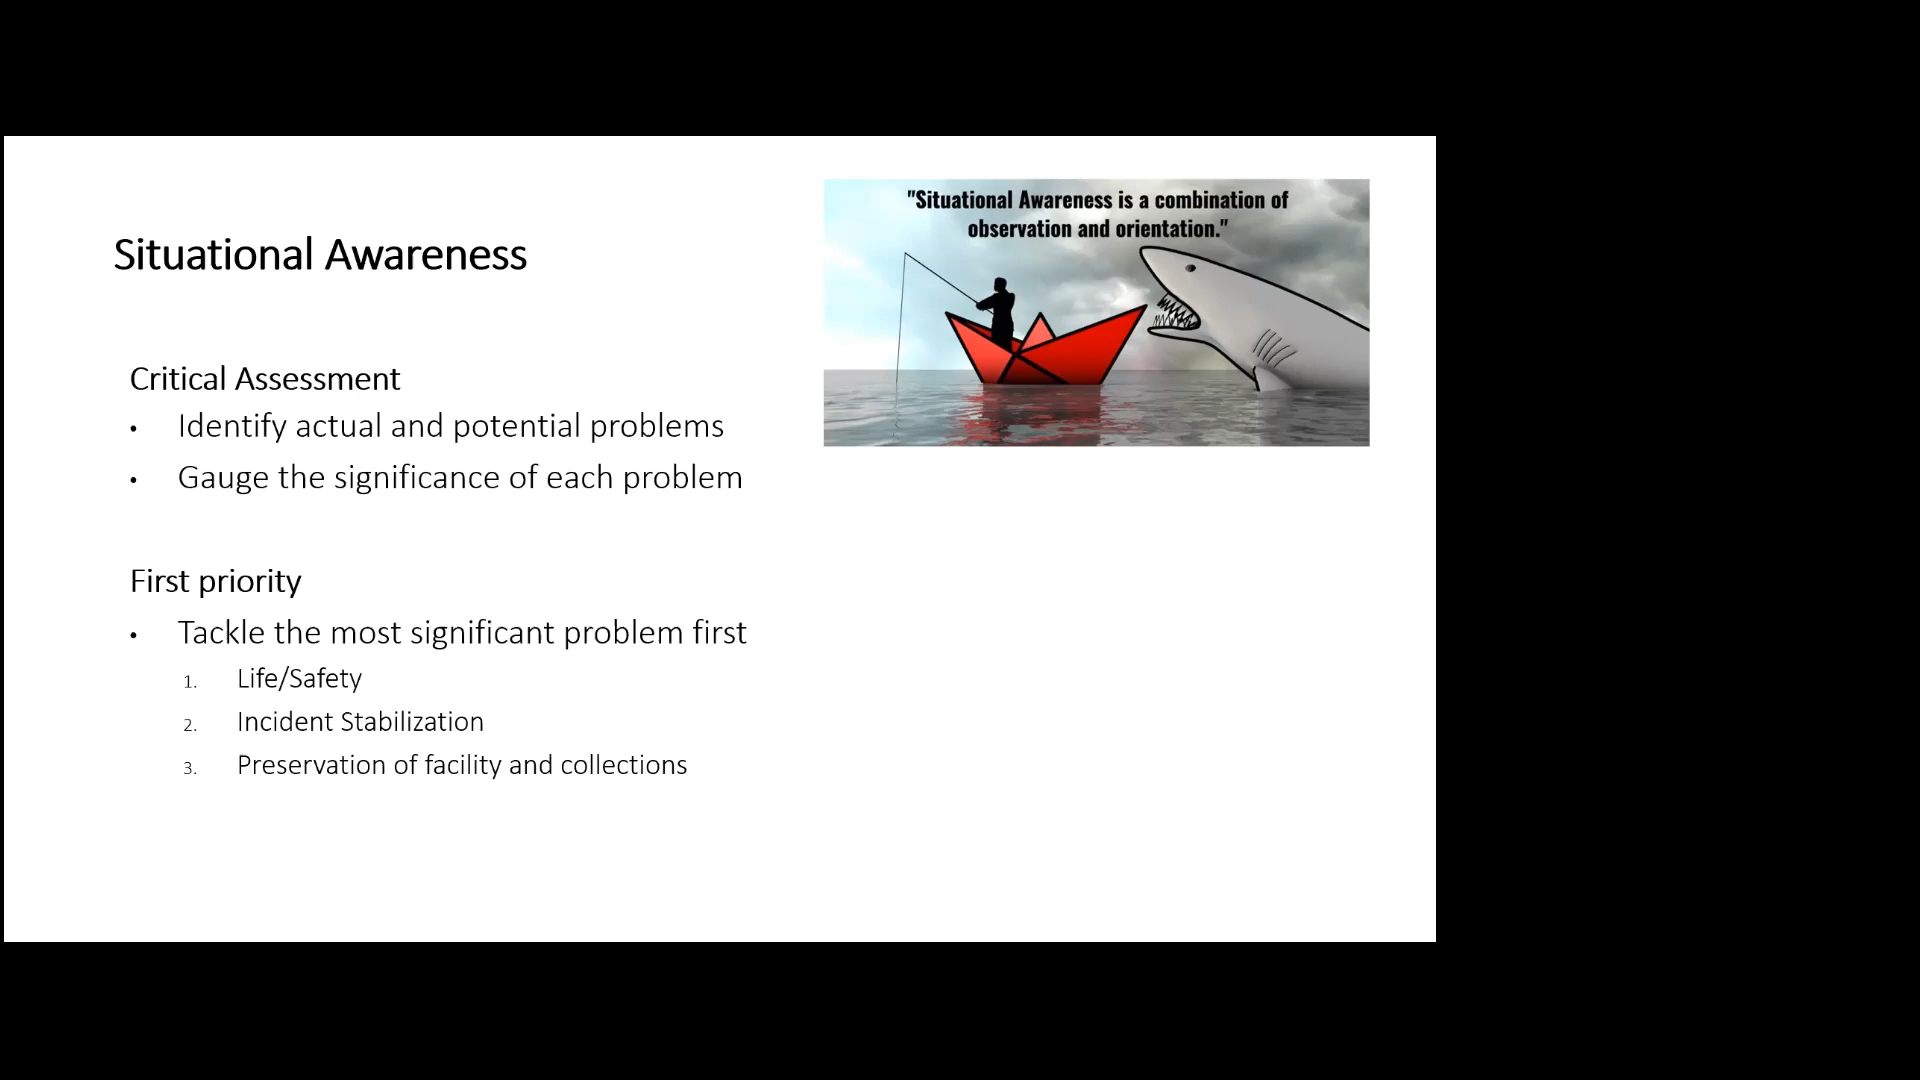 Situational Awareness
"Situational Awareness is a combination of
observation and orientation."
Critical Assessment
• Identify actual and potential problems
• Gauge the significance of each problem
First priority
• Tackle the most significant problem first
1. Life/Safety
2. Incident Stabilization
3. Preservation of facility and collections